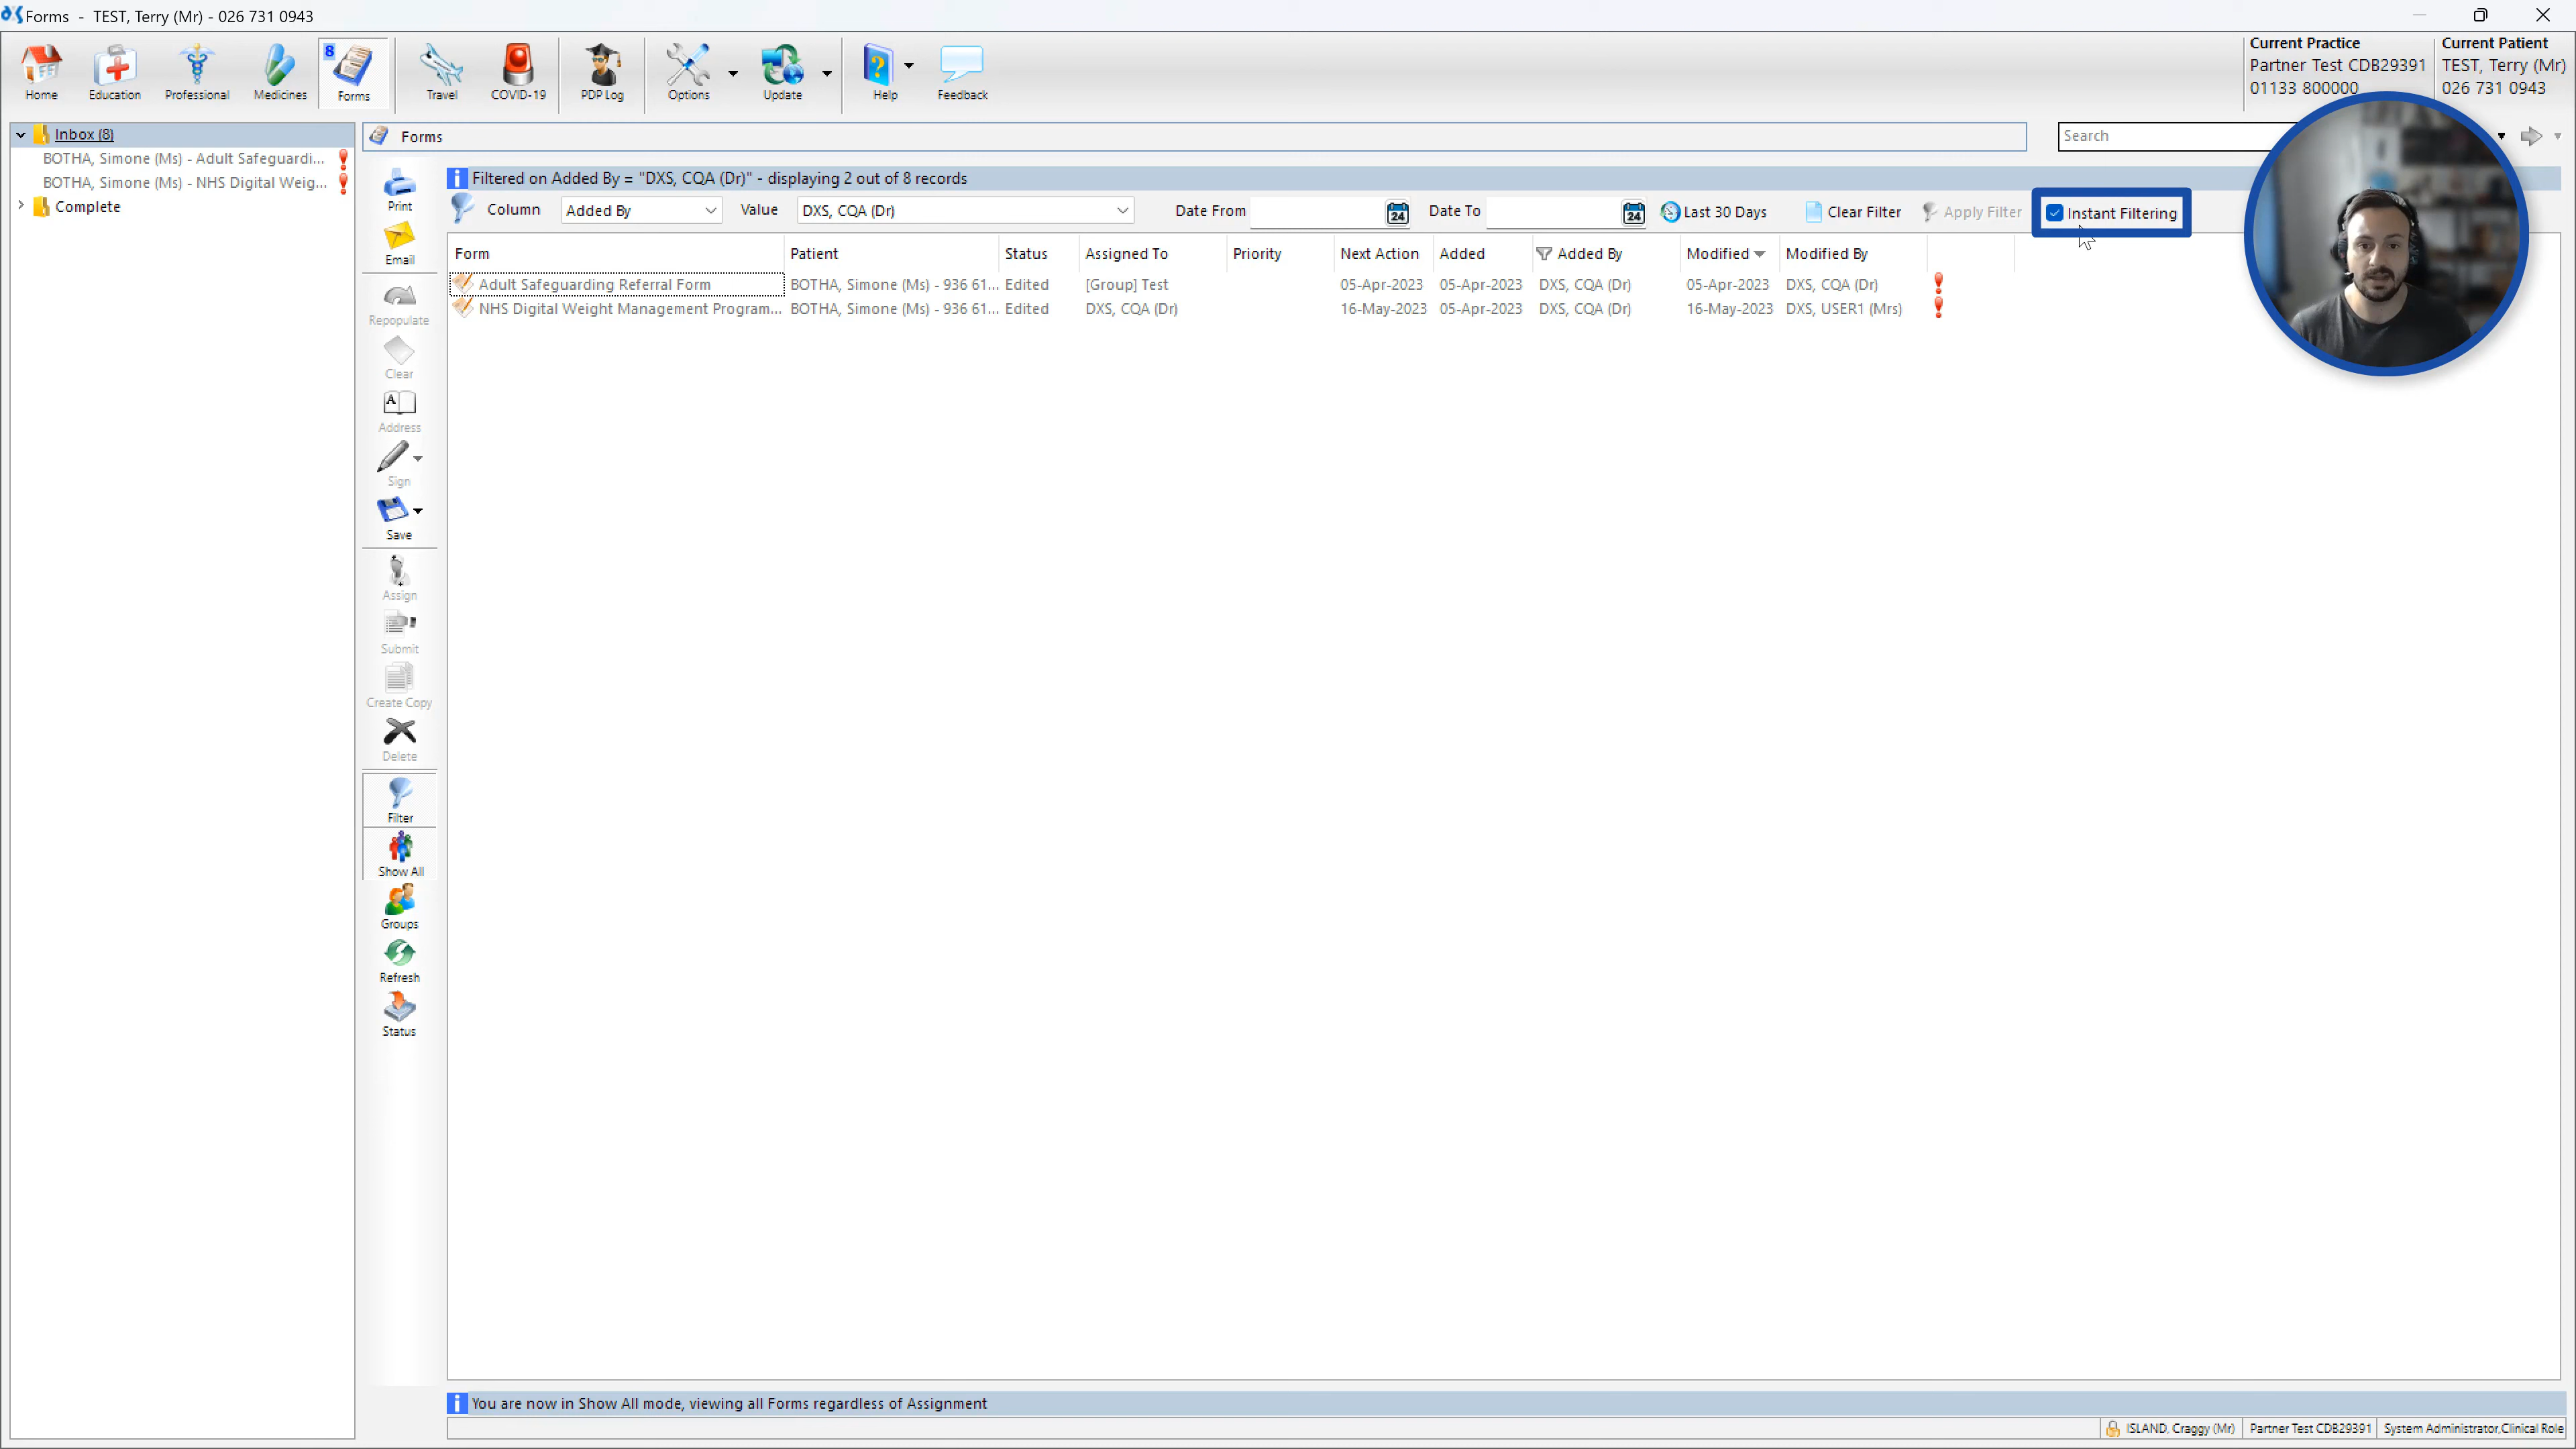 Forms - TEST, Terry (Mr) - 026 731 0943
Home
Education
Professional
Medicines
8
Forms
Travel
COVID-19
PDP Log
Options
Update
Help
Feedback
Current Practice
Partner Test CDB29391
01133 800000
Current Patient
TEST, Terry (Mr)
026 731 0943
Inbox (8)
BOTHA, Simone (Ms) - Adult Safeguardi...
BOTHA, Simone (Ms) - NHS Digital Weig...
Complete
Forms
Search
Print
Email
Repopulate
Clear
Address
Sign
Save
Assign
Submit
Create Copy
Delete
Filter
Show All
Groups
Refresh
Status
Filtered on Added By = "DXS, CQA (Dr)" - displaying 2 out of 8 records
Column Added By Value DXS, CQA (Dr) Date From 24 Date To 24 Last 30 Days Clear Filter Apply Filter Instant Filtering
Form Patient Status Assigned To Priority Next Action Added Added By Modified Modified By
Adult Safeguarding Referral Form BOTHA, Simone (Ms) - 936 61... Edited [Group] Test 05-Apr-2023 05-Apr-2023 DXS, CQA (Dr) 05-Apr-2023 DXS, CQA (Dr)
NHS Digital Weight Management Program... BOTHA, Simone (Ms) - 936 61... Edited DXS, CQA (Dr) 16-May-2023 05-Apr-2023 DXS, CQA (Dr) 16-May-2023 DXS, USER1 (Mrs)
You are now in Show All mode, viewing all Forms regardless of Assignment
ISLAND, Craggy (Mr) Partner Test CDB29391 System Administrator,Clinical Role